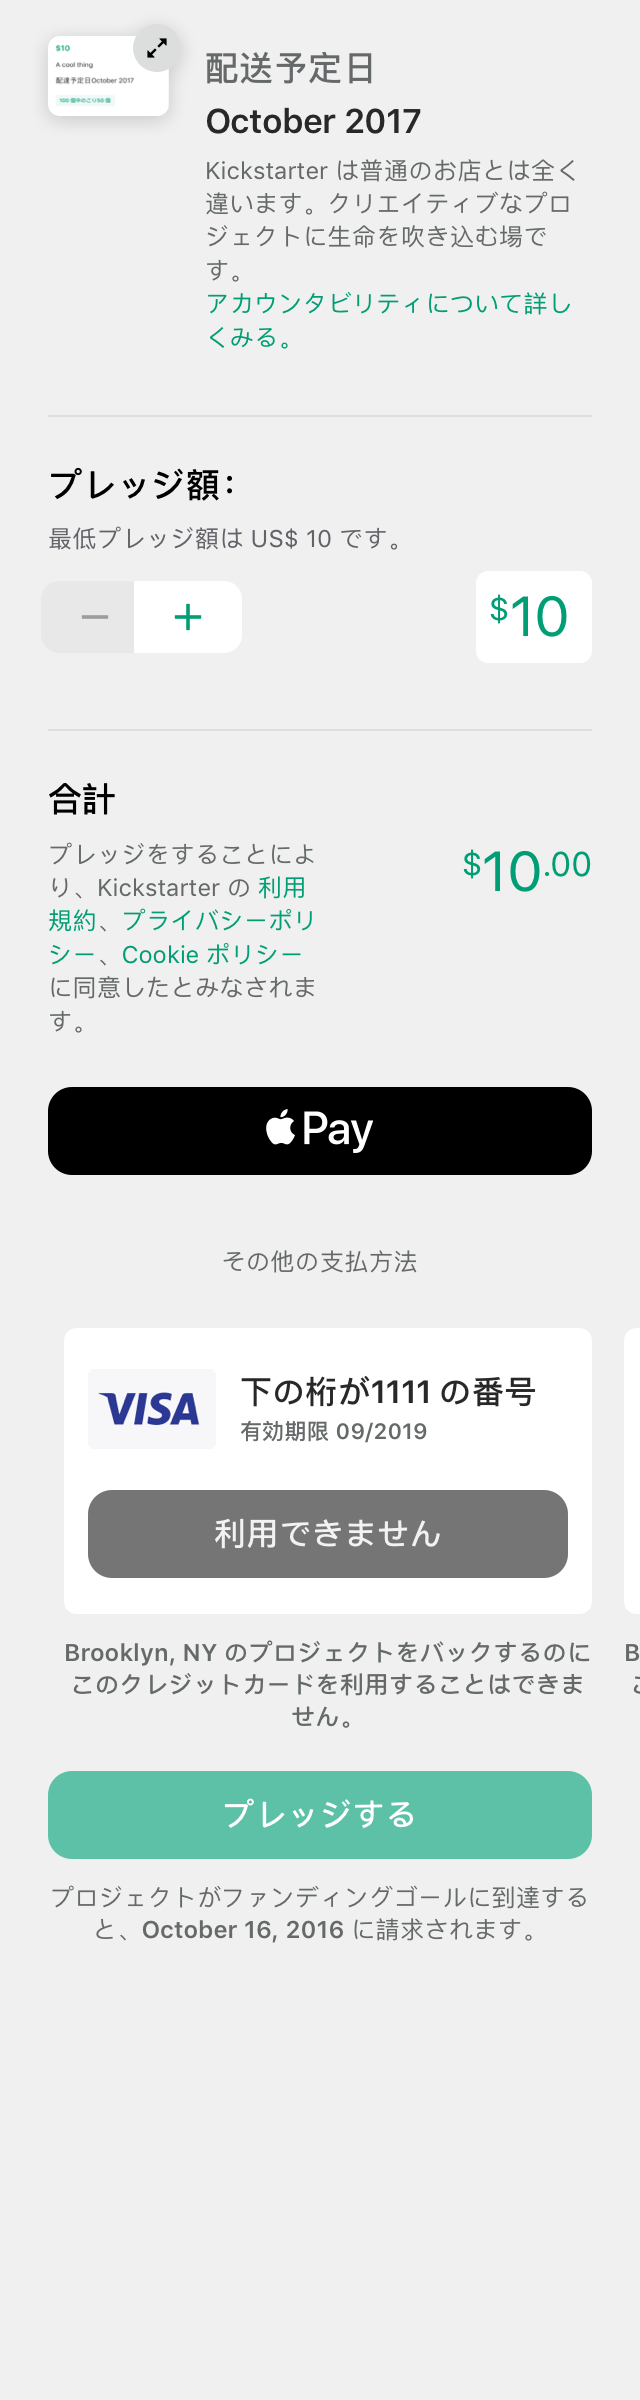 $10
A cool thing
配達予定日October 2017
100 個中のこり50 個
配送予定日
October 2017
Kickstarter は普通のお店とは全く
違います。クリエイティブなプロ
ジェクトに生命を吹き込む場で
す。
アカウンタビリティについて詳し
くみる。
プレッジ額：
最低プレッジ額は US$ 10 です。
$10
合計
プレッジをすることによ
り、Kickstarter の 利用
規約、プライバシーポリ
シー、Cookie ポリシー
に同意したとみなされま
す。
$10.00
Pay
その他の支払方法
VISA
下の桁が1111 の番号
有効期限 09/2019
利用できません
Brooklyn, NY のプロジェクトをバックするのに
このクレジットカードを利用することはできま
せん。
プレッジする
プロジェクトがファンディングゴールに到達する
と、October 16, 2016 に請求されます。